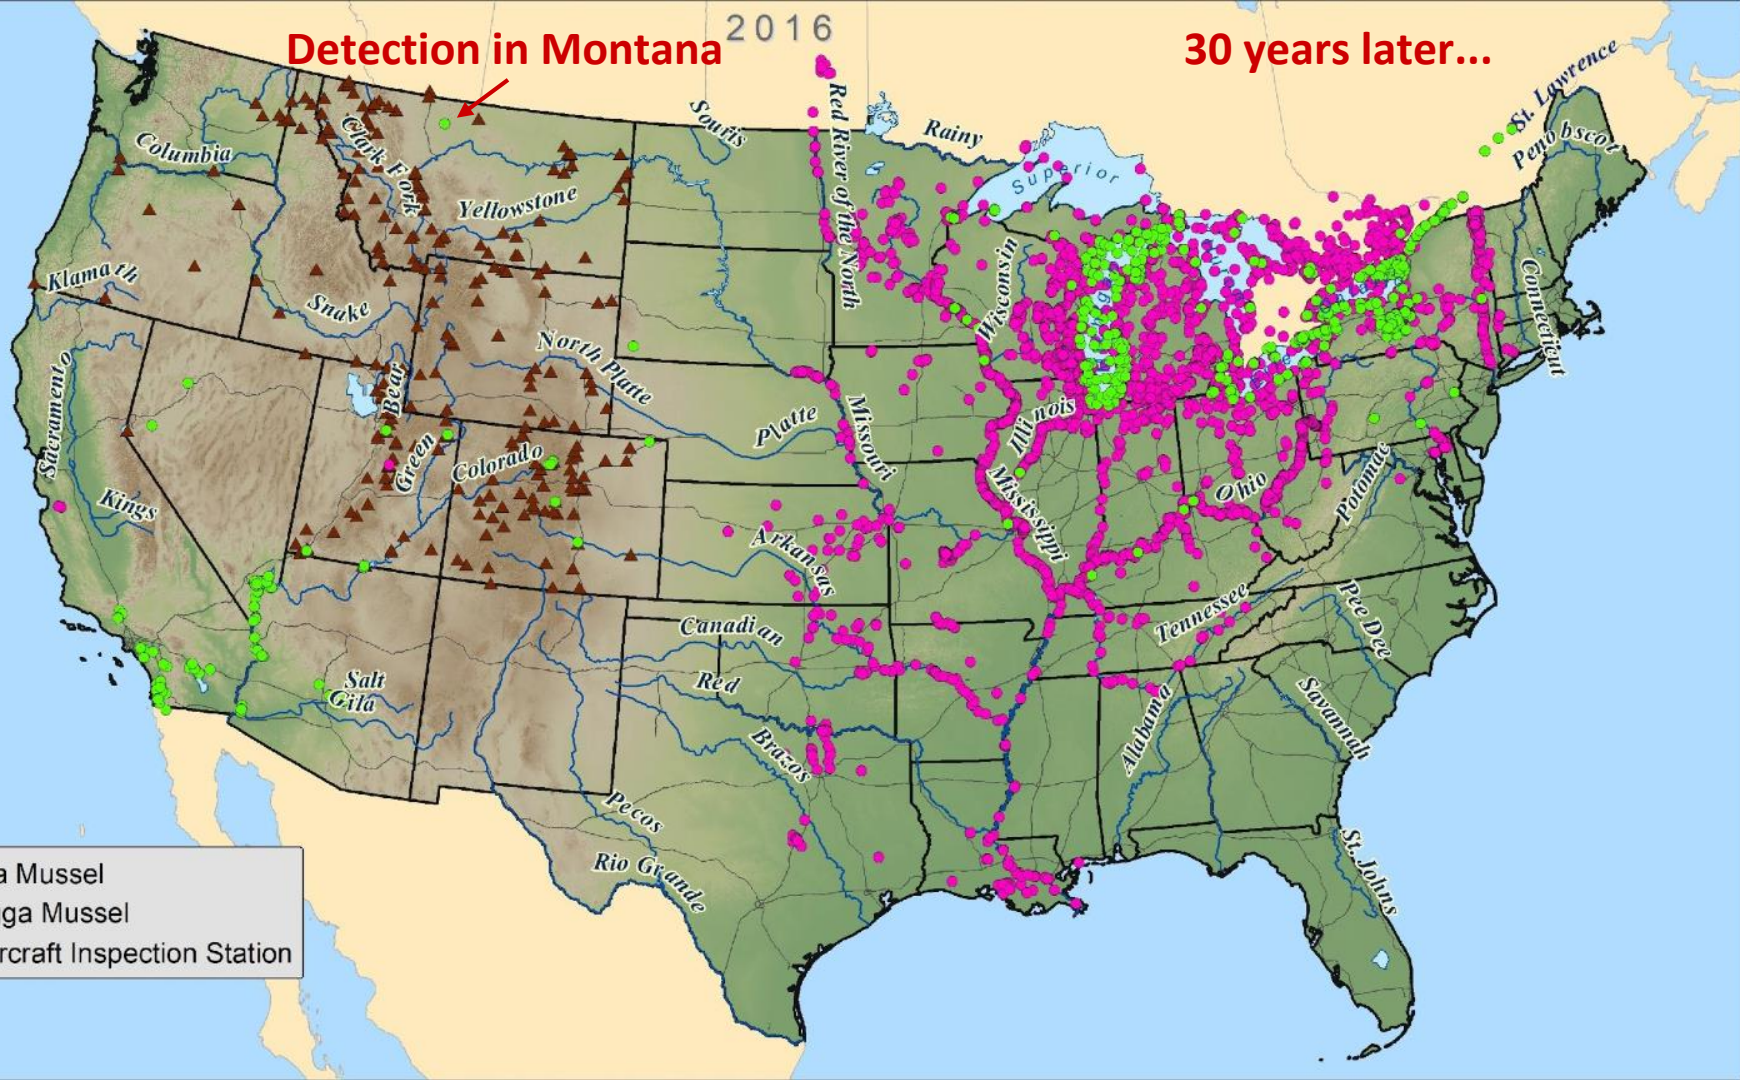 2016
Detection in Montana
30 years later...
St. Lawrence
Penobscot
Souris
Red River of the North
Rainy
Superior
Columbia
Clark Fork
Yellowstone
Klamath
Snake
Wisconsin
Connecticut
Sacramento
Bear
North Platte
Platte
Missouri
Illinois
Green
Colorado
Kings
Mississippi
Ohio
Potomac
Arkansas
Canadian
Tennessee
Pee Dee
Salt
Gila
Red
Brazos
Alabama
Savannah
Pecos
Rio Grande
St. Johns
a Mussel
gga Mussel
rcraft Inspection Station